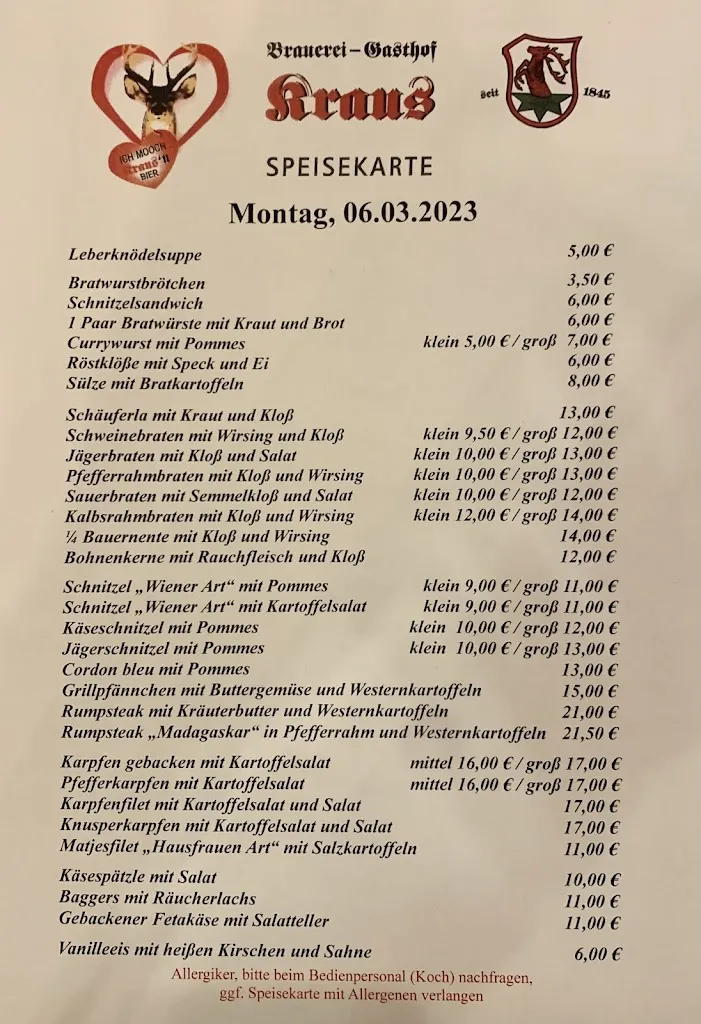 Brauerei-Gasthof
Kraus
seit 1845
ICH MOOCH
Kraus'n
BIER
SPEISEKARTE
Montag, 06.03.2023
Leberknödelsuppe 5,00 €
Bratwurstbrötchen 3,50 €
Schnitzelsandwich 6,00 €
1 Paar Bratwürste mit Kraut und Brot 6,00 €
Currywurst mit Pommes klein 5,00 € / groß 7,00 €
Röstklöße mit Speck und Ei 6,00 €
Sülze mit Bratkartoffeln 8,00 €
Schäuferla mit Kraut und Kloß 13,00 €
Schweinebraten mit Wirsing und Kloß klein 9,50 € / groß 12,00 €
Jägerbraten mit Kloß und Salat klein 10,00 € / groß 13,00 €
Pfefferrahmbraten mit Kloß und Wirsing klein 10,00 € / groß 13,00 €
Sauerbraten mit Semmelkloß und Salat klein 10,00 € / groß 12,00 €
Kalbsrahmbraten mit Kloß und Wirsing klein 12,00 € / groß 14,00 €
¼ Bauernente mit Kloß und Wirsing 14,00 €
Bohnenkerne mit Rauchfleisch und Kloß 12,00 €
Schnitzel „Wiener Art“ mit Pommes klein 9,00 € / groß 11,00 €
Schnitzel „Wiener Art“ mit Kartoffelsalat klein 9,00 € / groß 11,00 €
Käseschnitzel mit Pommes klein 10,00 € / groß 12,00 €
Jägerschnitzel mit Pommes klein 10,00 € / groß 13,00 €
Cordon bleu mit Pommes 13,00 €
Grillpfännchen mit Buttergemüse und Westernkartoffeln 15,00 €
Rumpsteak mit Kräuterbutter und Westernkartoffeln 21,00 €
Rumpsteak „Madagaskar“ in Pfefferrahm und Westernkartoffeln 21,50 €
Karpfen gebacken mit Kartoffelsalat mittel 16,00 € / groß 17,00 €
Pfefferkarpfen mit Kartoffelsalat mittel 16,00 € / groß 17,00 €
Karpfenfilet mit Kartoffelsalat und Salat 17,00 €
Knusperkarpfen mit Kartoffelsalat und Salat 17,00 €
Matjesfilet „Hausfrauen Art“ mit Salzkartoffeln 11,00 €
Käsespätzle mit Salat 10,00 €
Baggers mit Räucherlachs 11,00 €
Gebackener Fetakäse mit Salatteller 11,00 €
Vanilleeis mit heißen Kirschen und Sahne 6,00 €
Allergiker, bitte beim Bedienpersonal (Koch) nachfragen,
ggf. Speisekarte mit Allergenen verlangen